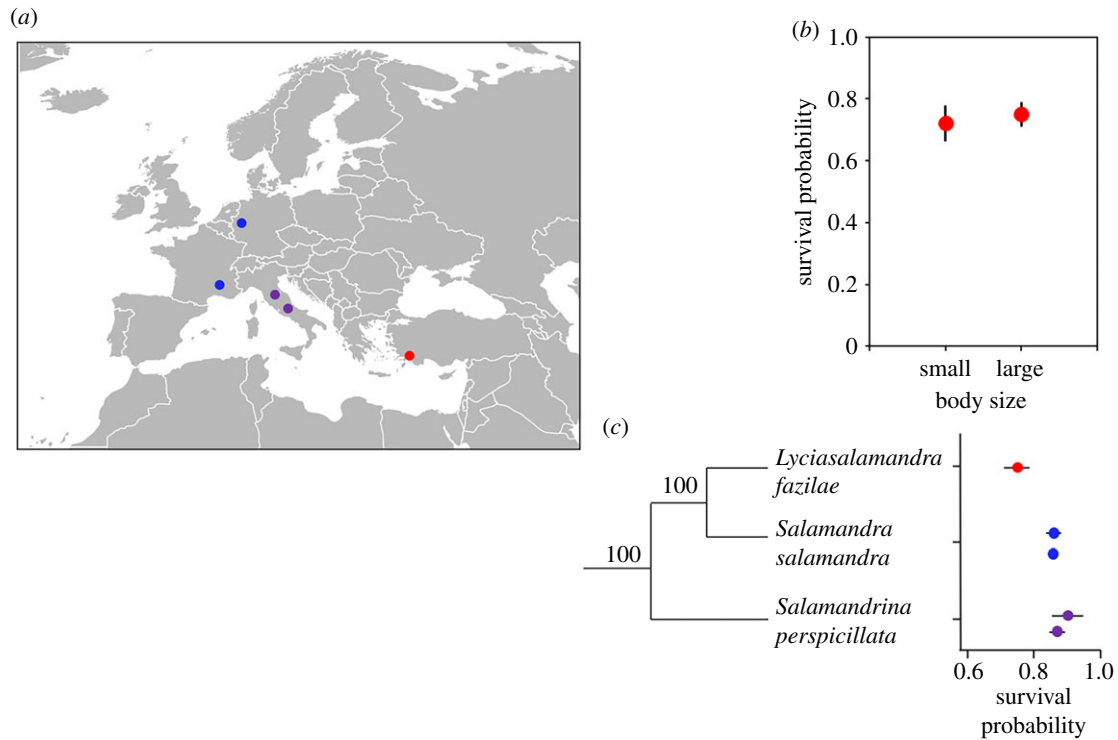 (a)
(b)
1.0
0.8
0.6
0.4
0.2
0
survival probability
small large
body size
(c)
100
100
Lyciasalamandra
fazilae
Salamandra
salamandra
Salamandrina
perspicillata
0.6 0.8 1.0
survival
probability